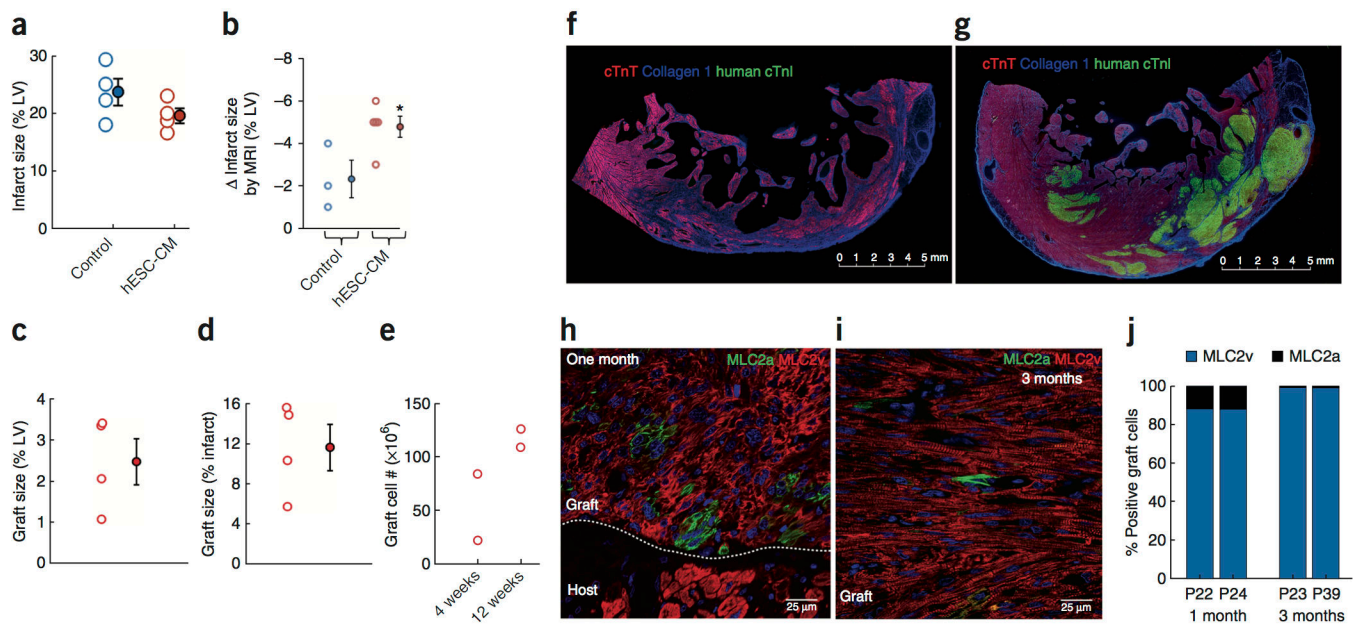 a
Infarct size (% LV)
30
20
10
0
Control
hESC-CM
b
Δ Infarct size
by MRI (% LV)
–8
–6
–4
–2
–0
*
Control
hESC-CM
f
cTnT Collagen 1 human cTnI
0 1 2 3 4 5 mm
g
cTnT Collagen 1 human cTnI
0 1 2 3 4 5 mm
c
Graft size (% LV)
4
3
2
1
0
d
Graft size (% infarct)
16
12
8
4
0
e
Graft cell # (×10⁶)
150
100
50
0
4 weeks
12 weeks
h
One month
MLC2a MLC2v
Graft
Host
25 µm
i
MLC2a MLC2v
3 months
Graft
25 µm
j
MLC2v MLC2a
% Positive graft cells
100
80
60
40
20
0
P22 P24 P23 P39
1 month 3 months